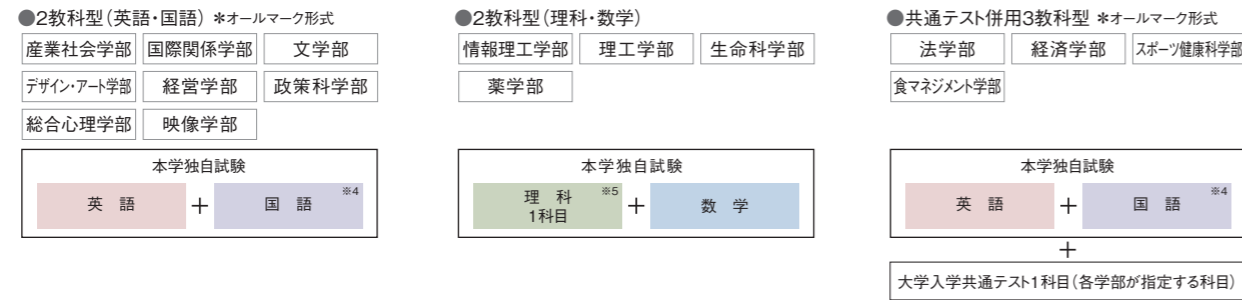 ●2教科型(英語・国語) *オールマーク形式
産業社会学部 国際関係学部 文学部
デザイン・アート学部 経営学部 政策科学部
総合心理学部 映像学部
本学独自試験
英 語 + 国 語 ※4
●2教科型(理科・数学)
情報理工学部 理工学部 生命科学部
薬学部
本学独自試験
理 科 ※5
1科目 + 数 学
●共通テスト併用3教科型 *オールマーク形式
法学部 経済学部 スポーツ健康科学部
食マネジメント学部
本学独自試験
英 語 + 国 語 ※4
+
大学入学共通テスト1科目(各学部が指定する科目)